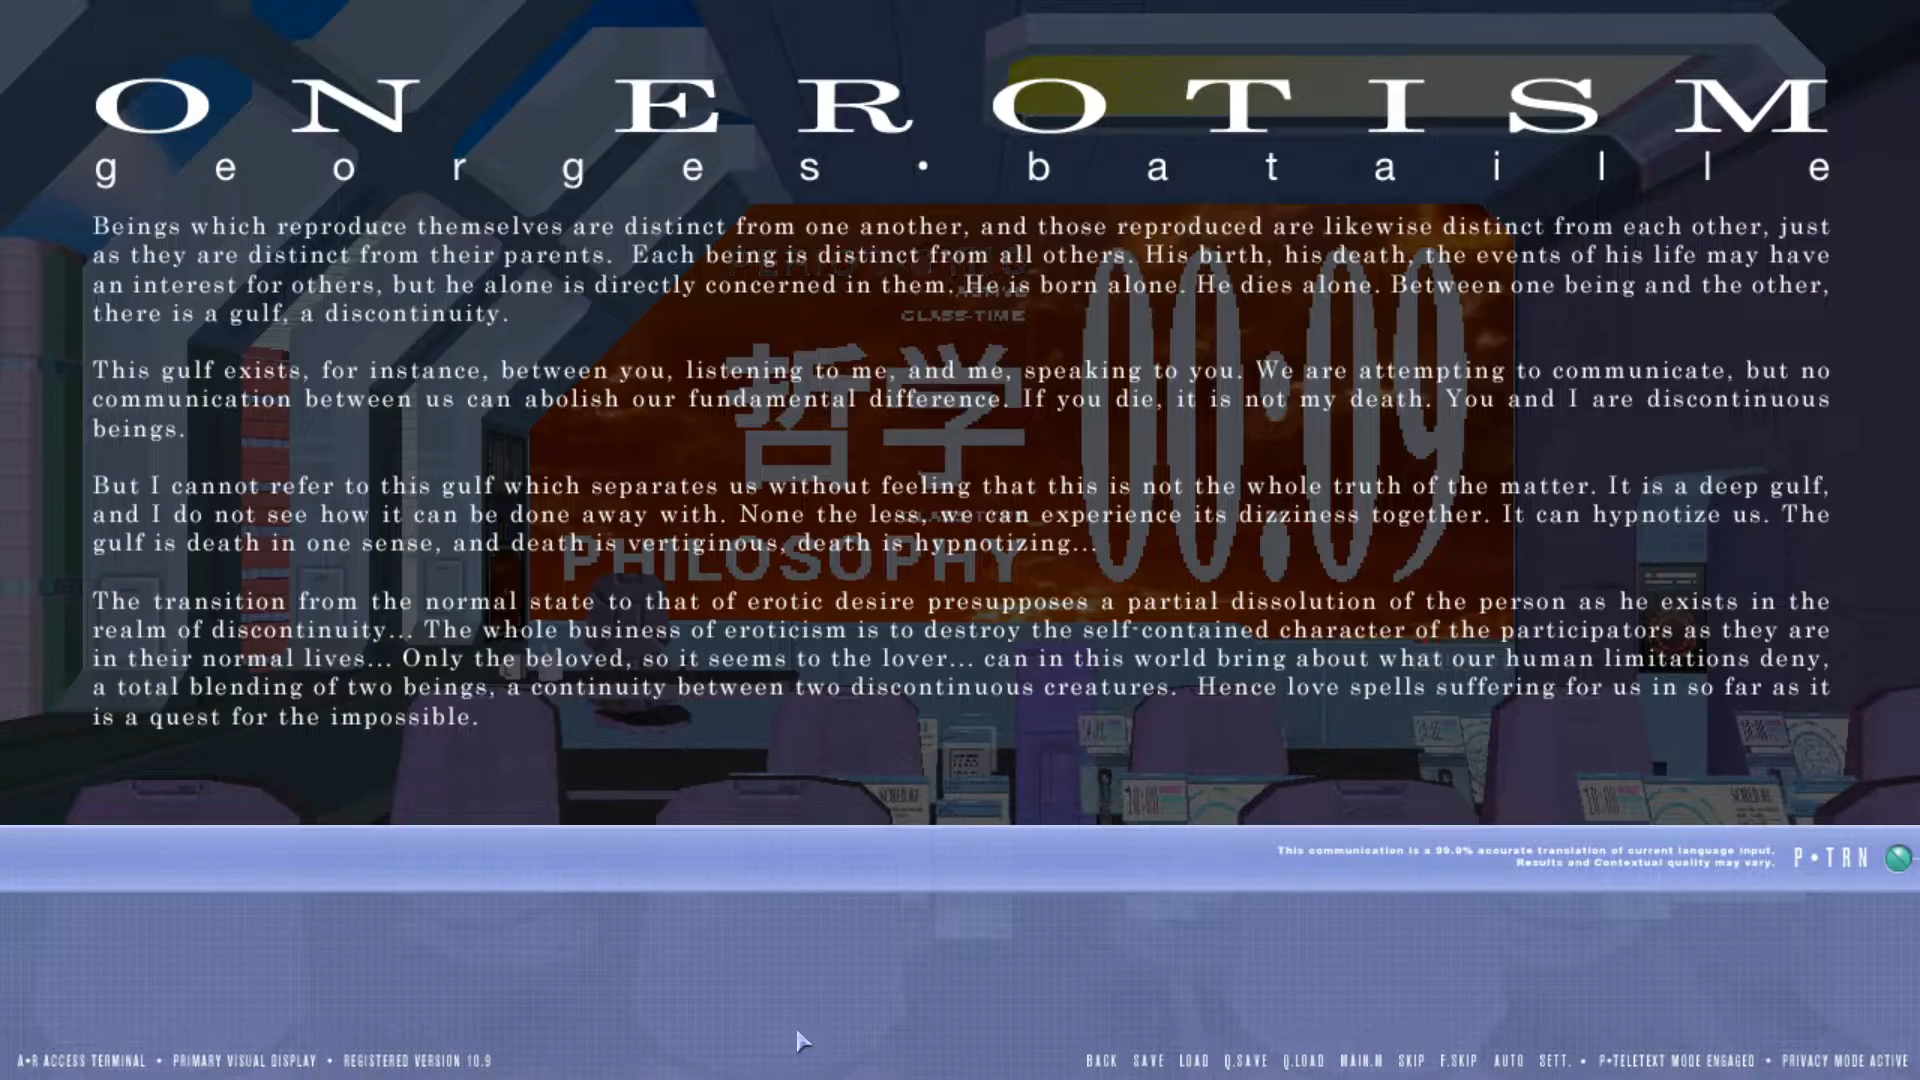 ON EROTISM
georges•bataille
Beings which reproduce themselves are distinct from one another, and those reproduced are likewise distinct from each other, just
as they are distinct from their parents.  Each being is distinct from all others. His birth, his death, the events of his life may have
an interest for others, but he alone is directly concerned in them. He is born alone. He dies alone. Between one being and the other,
there is a gulf, a discontinuity.
This gulf exists, for instance, between you, listening to me, and me, speaking to you. We are attempting to communicate, but no
communication between us can abolish our fundamental difference. If you die, it is not my death. You and I are discontinuous
beings.
But I cannot refer to this gulf which separates us without feeling that this is not the whole truth of the matter. It is a deep gulf,
and I do not see how it can be done away with. None the less, we can experience its dizziness together. It can hypnotize us. The
gulf is death in one sense, and death is vertiginous, death is hypnotizing...
The transition from the normal state to that of erotic desire presupposes a partial dissolution of the person as he exists in the
realm of discontinuity... The whole business of eroticism is to destroy the self-contained character of the participators as they are
in their normal lives... Only the beloved, so it seems to the lover... can in this world bring about what our human limitations deny,
a total blending of two beings, a continuity between two discontinuous creatures.  Hence love spells suffering for us in so far as it
is a quest for the impossible.
CLASS-TIME
哲学
PHILOSOPHY
00:09
This communication is a 99.9% accurate translation of current language input.
Results and Contextual quality may vary.
P•TRN
A•R ACCESS TERMINAL • PRIMARY VISUAL DISPLAY • REGISTERED VERSION 10.9
BACK SAVE LOAD Q.SAVE Q.LOAD MAIN.M SKIP F.SKIP AUTO SETT. • P•TELETEXT MODE ENGAGED • PRIVACY MODE ACTIVE